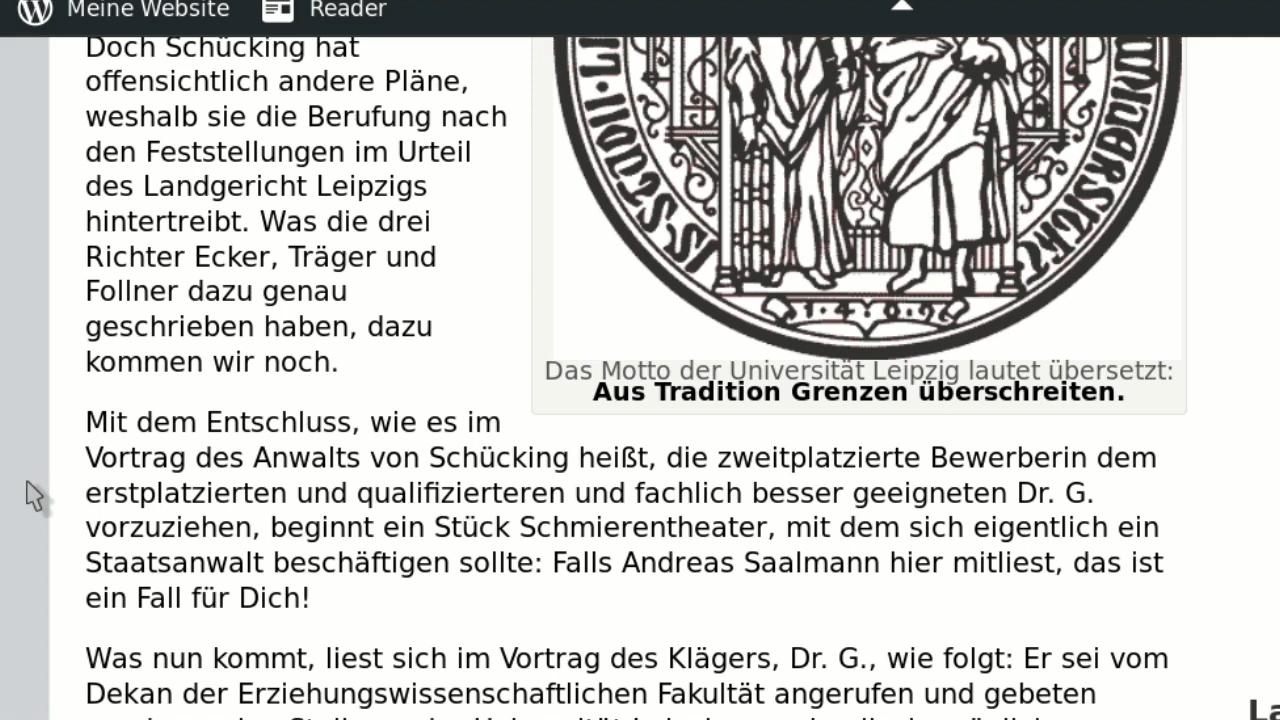 Meine Website Reader
Doch Schücking hat
offensichtlich andere Pläne,
weshalb sie die Berufung nach
den Feststellungen im Urteil
des Landgericht Leipzigs
hintertreibt. Was die drei
Richter Ecker, Träger und
Follner dazu genau
geschrieben haben, dazu
kommen wir noch.
1·4·0·9
Das Motto der Universität Leipzig lautet übersetzt:
Aus Tradition Grenzen überschreiten.
Mit dem Entschluss, wie es im
Vortrag des Anwalts von Schücking heißt, die zweitplatzierte Bewerberin dem
erstplatzierten und qualifizierteren und fachlich besser geeigneten Dr. G.
vorzuziehen, beginnt ein Stück Schmierentheater, mit dem sich eigentlich ein
Staatsanwalt beschäftigen sollte: Falls Andreas Saalmann hier mitliest, das ist
ein Fall für Dich!
Was nun kommt, liest sich im Vortrag des Klägers, Dr. G., wie folgt: Er sei vom
Dekan der Erziehungswissenschaftlichen Fakultät angerufen und gebeten